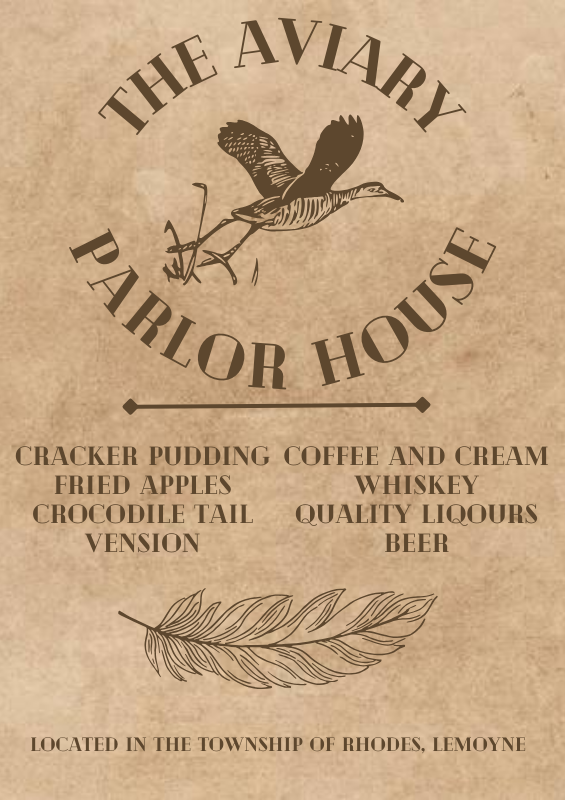 THE AVIARY
PARLOR HOUSE
CRACKER PUDDING
FRIED APPLES
CROCODILE TAIL
VENSION
COFFEE AND CREAM
WHISKEY
QUALITY LIQOURS
BEER
LOCATED IN THE TOWNSHIP OF RHODES, LEMOYNE